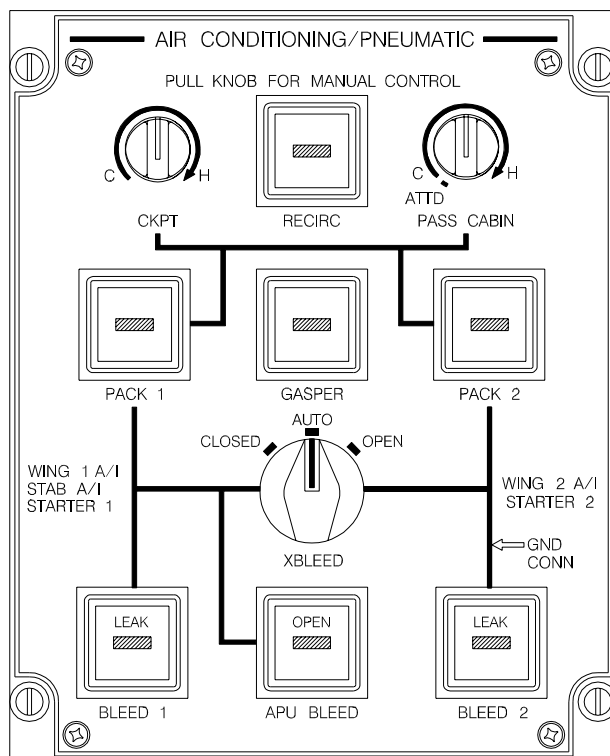 AIR CONDITIONING/PNEUMATIC
PULL KNOB FOR MANUAL CONTROL
C H
C H
ATTD
CKPT RECIRC PASS CABIN
PACK 1 GASPER PACK 2
AUTO
CLOSED OPEN
WING 1 A/I
STAB A/I
STARTER 1
WING 2 A/I
STARTER 2
XBLEED
GND
CONN
LEAK OPEN LEAK
BLEED 1 APU BLEED BLEED 2